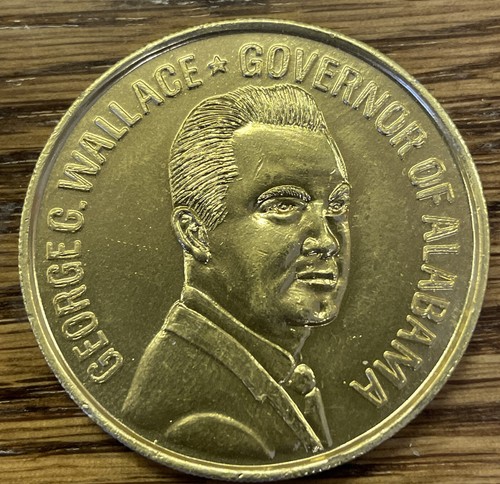 GEORGE C. WALLACE ★ GOVERNOR OF ALABAMA